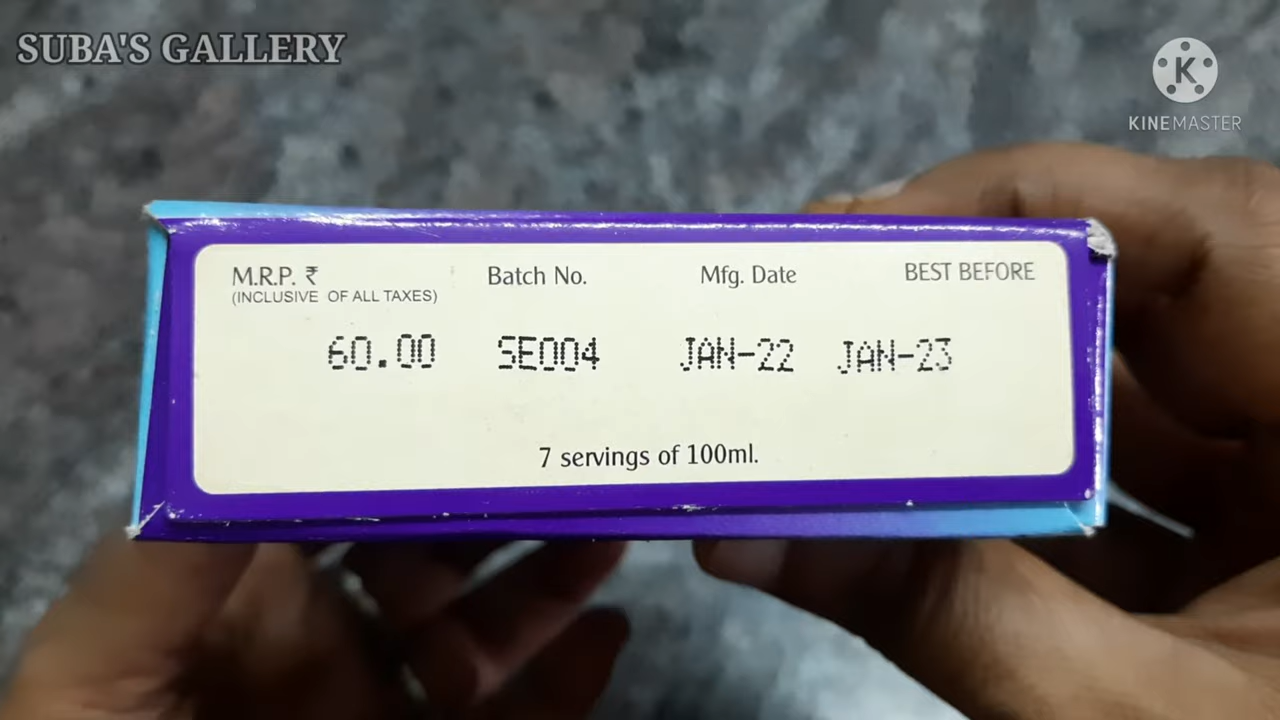 SUBA'S GALLERY
K
KINEMASTER
M.R.P. ₹ Batch No. Mfg. Date BEST BEFORE
(INCLUSIVE OF ALL TAXES)
60.00 SE004 JAN-22 JAN-23
7 servings of 100ml.